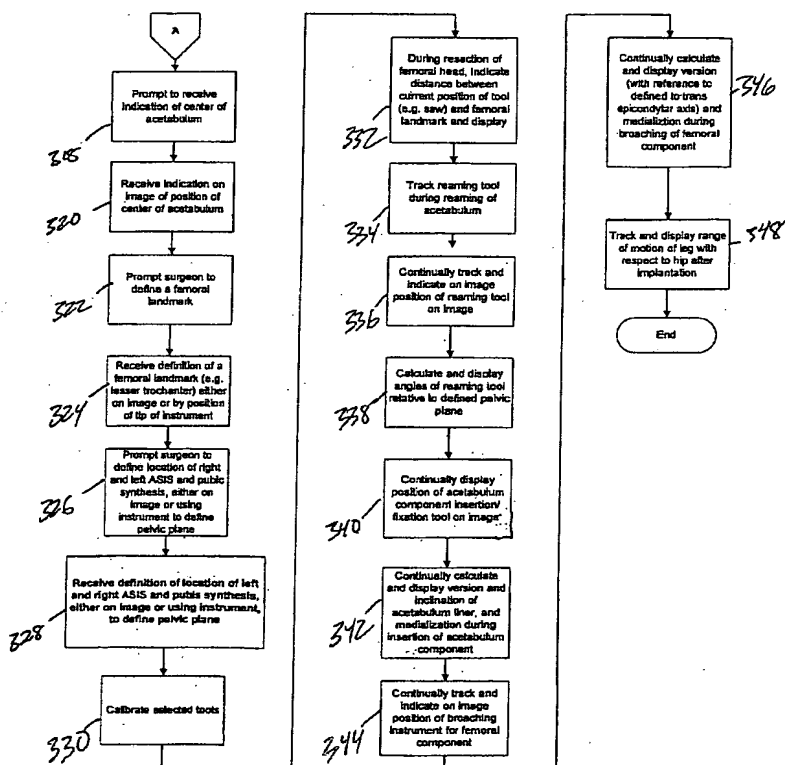 A
Prompt to receive
indication of center of
acetabulum
305
Receive indication on
image of position of
center of acetabulum
320
Prompt surgeon to
define a femoral
landmark
322
Receive definition of a
femoral landmark (e.g.
lesser trochanter) either
on image or by position
of tip of instrument
324
Prompt surgeon to
define location of right
and left ASIS and pubic
synthesis, either on
image or using
instrument to define
pelvic plane
326
Receive definition of location of left
and right ASIS and pubis synthesis,
either on image or using instrument,
to define pelvic plane
328
Calibrate selected tools
330
During resection of
femoral head, indicate
distance between
current position of tool
(e.g. saw) and femoral
landmark and display
332
Track reaming tool
during reaming of
acetabulum
334
Continually track and
indicate on image
position of reaming tool
on image
336
Calculate and display
angles of reaming tool
relative to defined pelvic
plane
338
Continually display
position of acetabulum
component insertion/
fixation tool on image
340
Continually calculate
and display version and
inclination of
acetabulum liner, and
medialization during
insertion of acetabulum
component
342
Continually track and
indicate on image
position of broaching
instrument for femoral
component
344
Continually calculate
and display version
(with reference to
defined to-trans
epicondylar axis) and
medializtion during
broaching of femoral
component
346
Track and display range
of motion of leg with
respect to hip after
implantation
348
End